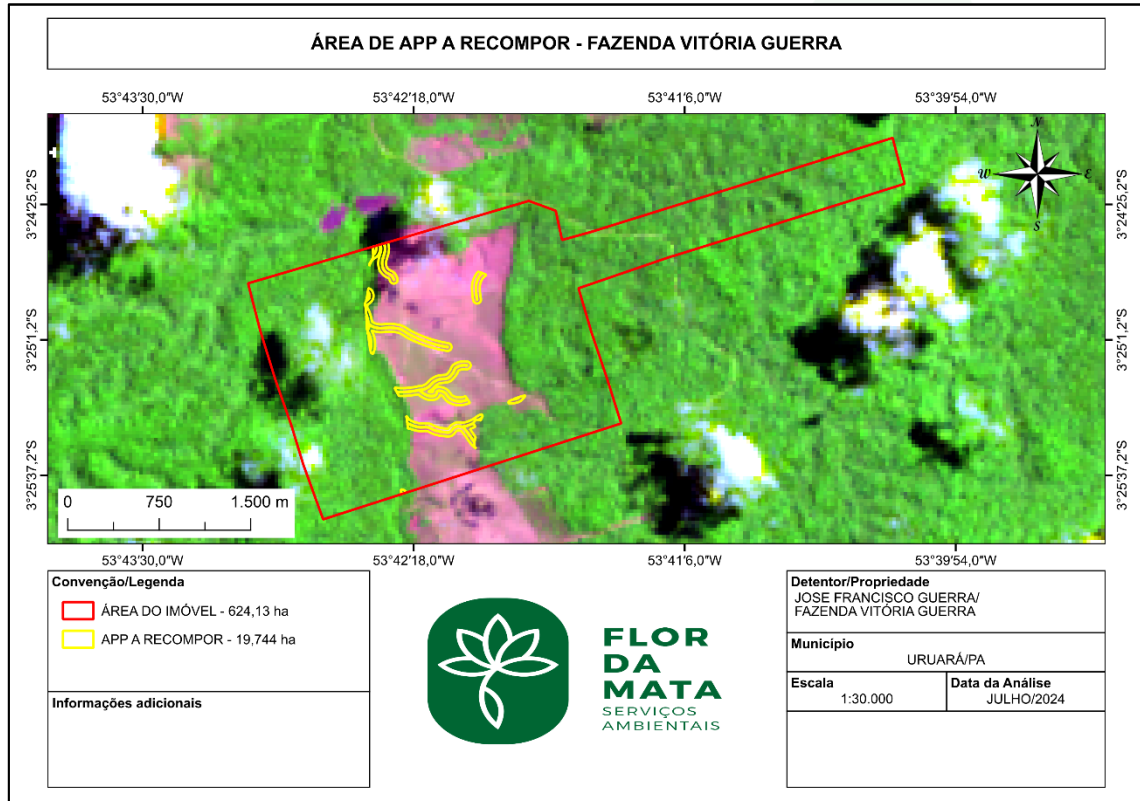 ÁREA DE APP A RECOMPOR - FAZENDA VITÓRIA GUERRA
53°43'30,0"W 53°42'18,0"W 53°41'6,0"W 53°39'54,0"W
N
W E
S
3°24'25,2"S 3°24'25,2"S
3°25'1,2"S 3°25'1,2"S
3°25'37,2"S 3°25'37,2"S
0 750 1.500 m
53°43'30,0"W 53°42'18,0"W 53°41'6,0"W 53°39'54,0"W
Convenção/Legenda
ÁREA DO IMÓVEL - 624,13 ha
APP A RECOMPOR - 19,744 ha
Informações adicionais
FLOR
DA
MATA
SERVIÇOS
AMBIENTAIS
Detentor/Propriedade
JOSE FRANCISCO GUERRA/
FAZENDA VITÓRIA GUERRA
Município
URUARÁ/PA
Escala
1:30.000
Data da Análise
JULHO/2024